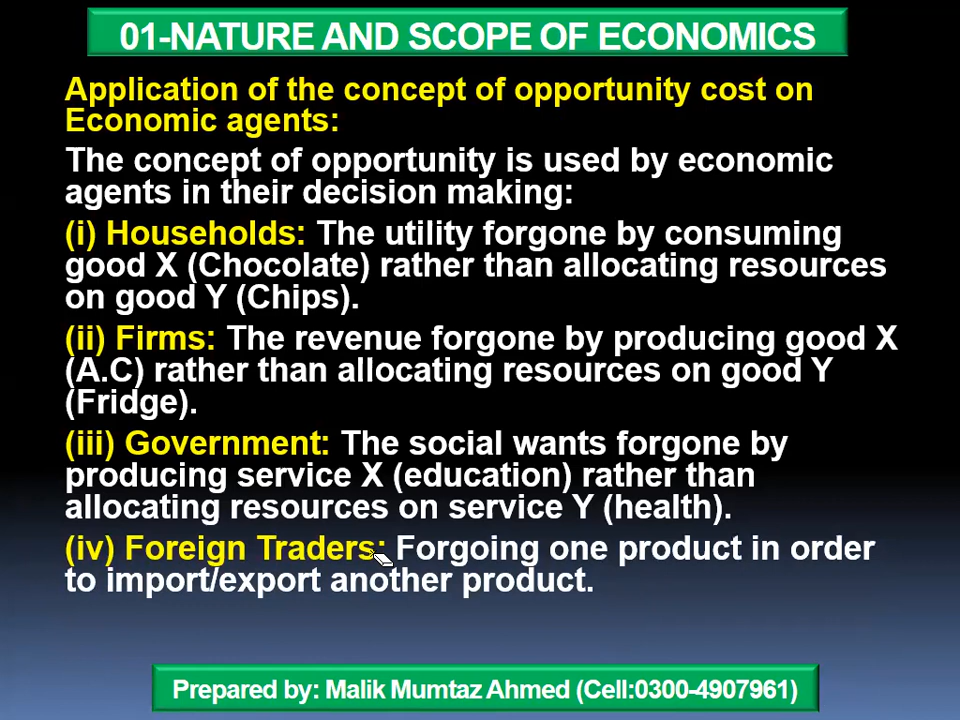 01-NATURE AND SCOPE OF ECONOMICS
Application of the concept of opportunity cost on
Economic agents:
The concept of opportunity is used by economic
agents in their decision making:
(i) Households: The utility forgone by consuming
good X (Chocolate) rather than allocating resources
on good Y (Chips).
(ii) Firms: The revenue forgone by producing good X
(A.C) rather than allocating resources on good Y
(Fridge).
(iii) Government: The social wants forgone by
producing service X (education) rather than
allocating resources on service Y (health).
(iv) Foreign Traders: Forgoing one product in order
to import/export another product.
Prepared by: Malik Mumtaz Ahmed (Cell:0300-4907961)